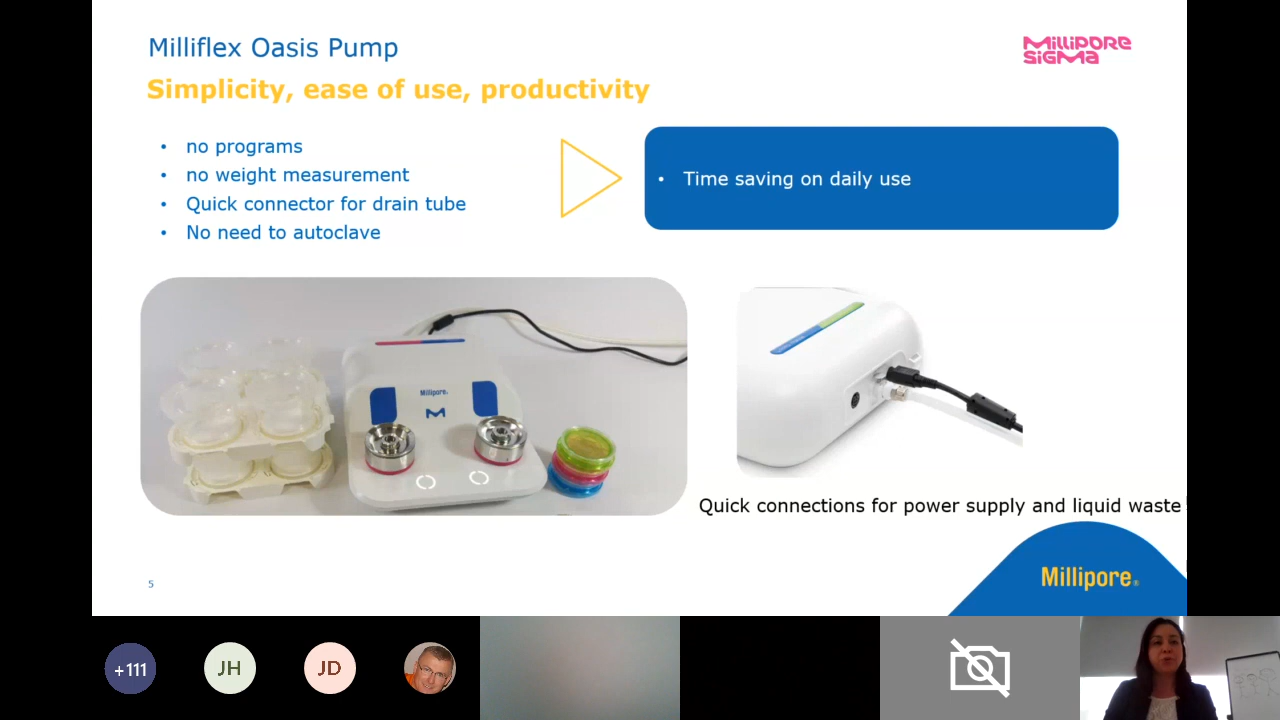 Milliflex Oasis Pump
MilliPORE
SiGMa
Simplicity, ease of use, productivity
• no programs
• no weight measurement
• Quick connector for drain tube
• No need to autoclave
• Time saving on daily use
Millipore.
M
Quick connections for power supply and liquid waste
5
Millipore®
+111
JH
JD